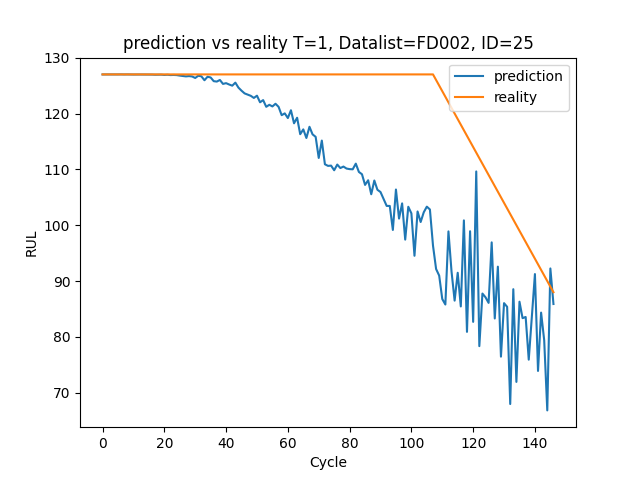 prediction vs reality T=1, Datalist=FD002, ID=25
prediction
reality
RUL
130
120
110
100
90
80
70
0 20 40 60 80 100 120 140
Cycle